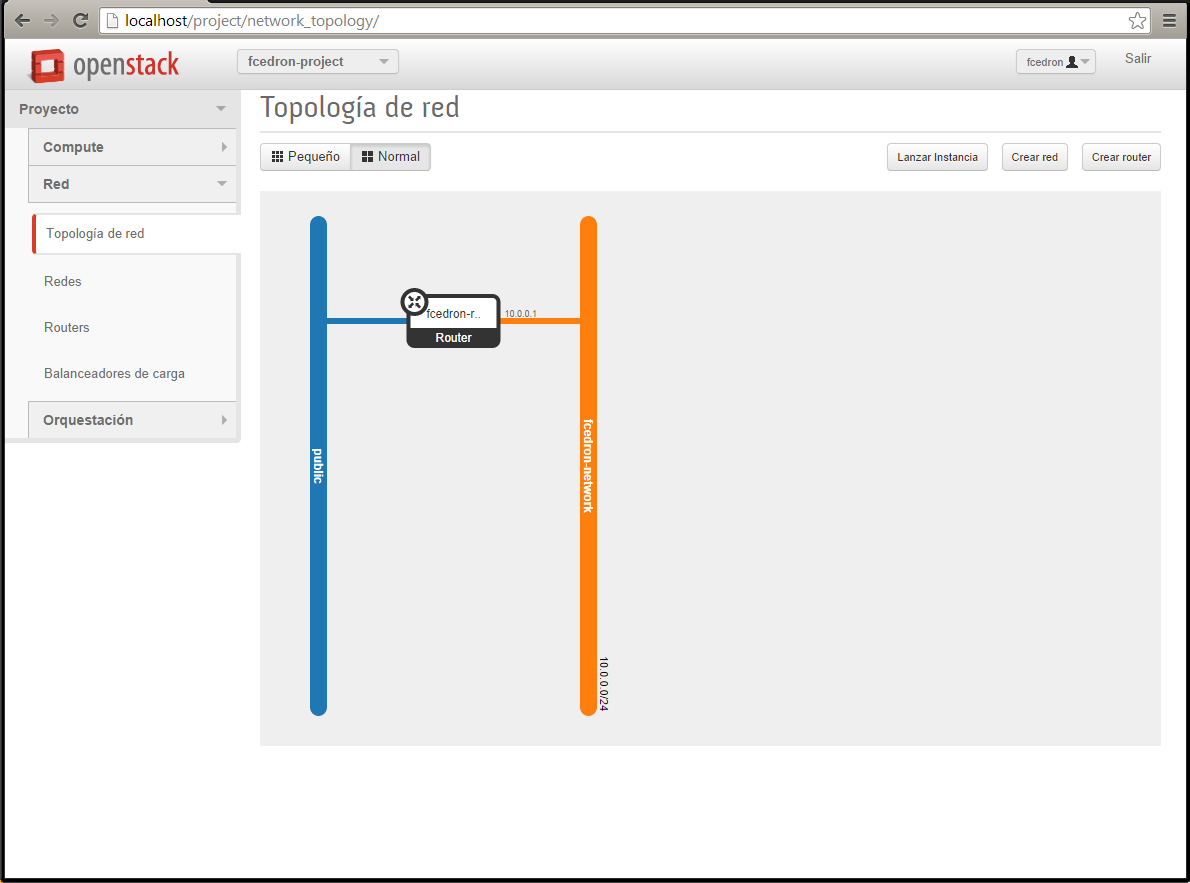 localhost/project/network_topology/
openstack
fcedron-project
fcedron
Salir
Proyecto
Compute
Red
Topología de red
Redes
Routers
Balanceadores de carga
Orquestación
Topología de red
Pequeño
Normal
Lanzar Instancia
Crear red
Crear router
public
fcedron-r..
Router
10.0.0.1
fcedron-network
10.0.0.0/24